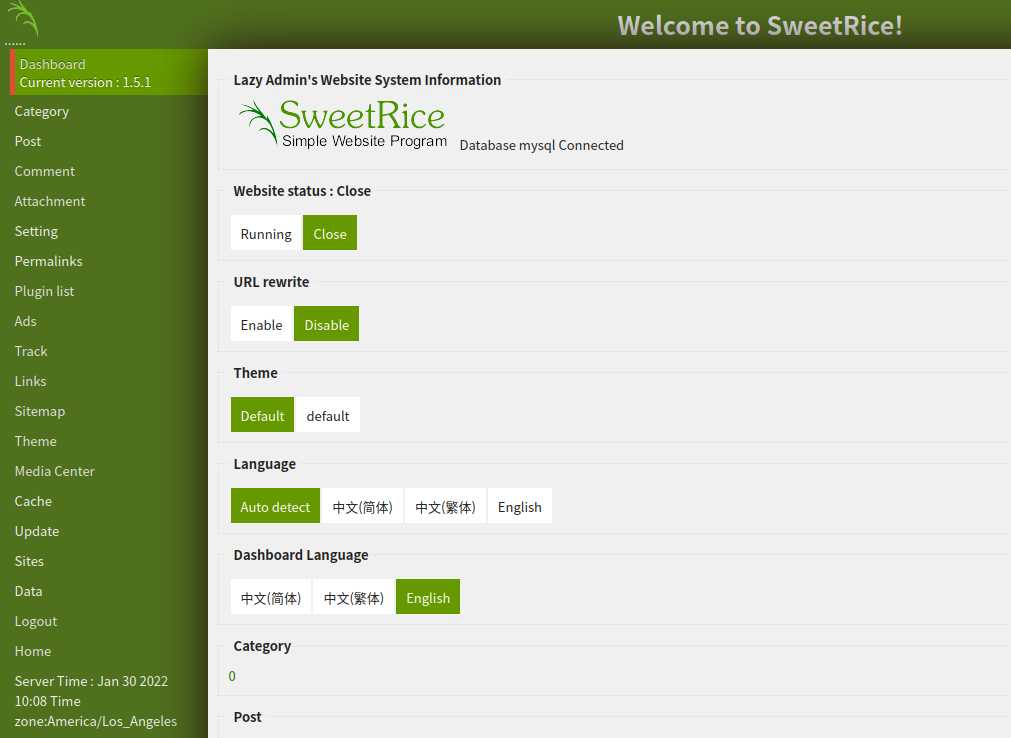 Welcome to SweetRice!
......
Dashboard
Current version : 1.5.1
Category
Post
Comment
Attachment
Setting
Permalinks
Plugin list
Ads
Track
Links
Sitemap
Theme
Media Center
Cache
Update
Sites
Data
Logout
Home
Server Time : Jan 30 2022
10:08 Time
zone:America/Los_Angeles
Lazy Admin's Website System Information
SweetRice
Simple Website Program
Database mysql Connected
Website status : Close
Running Close
URL rewrite
Enable Disable
Theme
Default default
Language
Auto detect 中文(简体) 中文(繁体) English
Dashboard Language
中文(简体) 中文(繁体) English
Category
0
Post